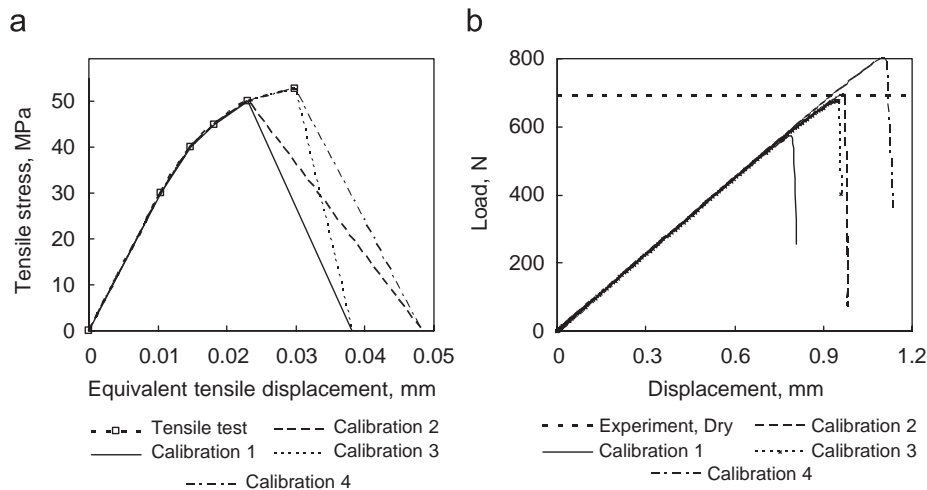 a
Tensile stress, MPa
50
40
30
20
10
0
0 0.01 0.02 0.03 0.04 0.05
Equivalent tensile displacement, mm
Tensile test
Calibration 2
Calibration 1
Calibration 3
Calibration 4
b
Load, N
800
600
400
200
0
0 0.3 0.6 0.9 1.2
Displacement, mm
Experiment, Dry
Calibration 2
Calibration 1
Calibration 3
Calibration 4